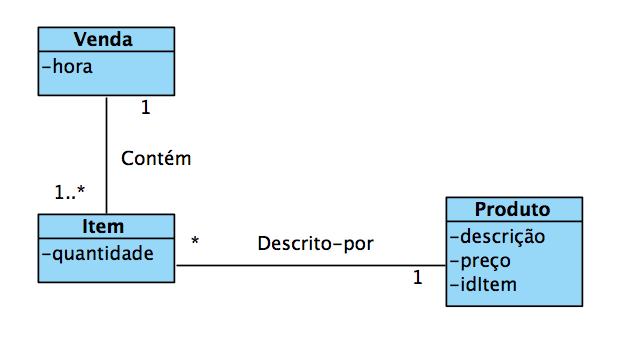 Venda
-hora
1
Contém
1..*
Item
-quantidade
*
Descrito-por
1
Produto
-descrição
-preço
-idItem